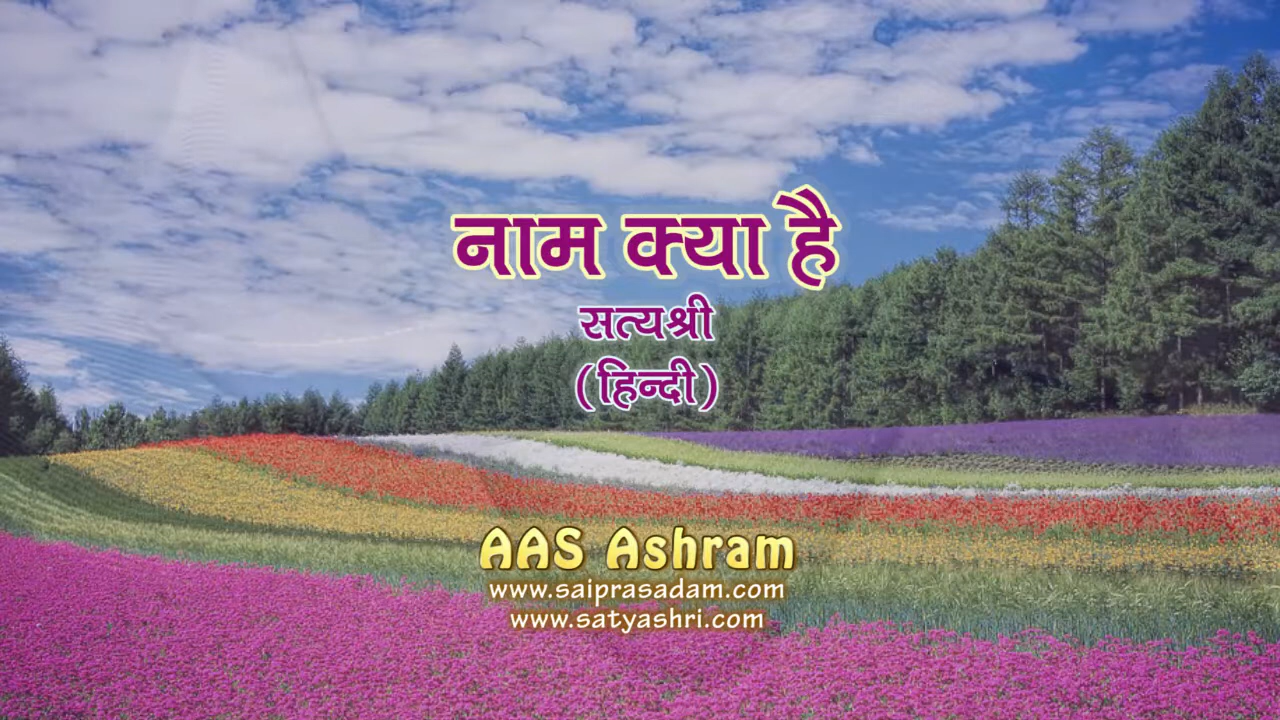 नाम क्या है
सत्यश्री
(हिन्दी)
AAS Ashram
www.saiprasadam.com
www.satyashri.com